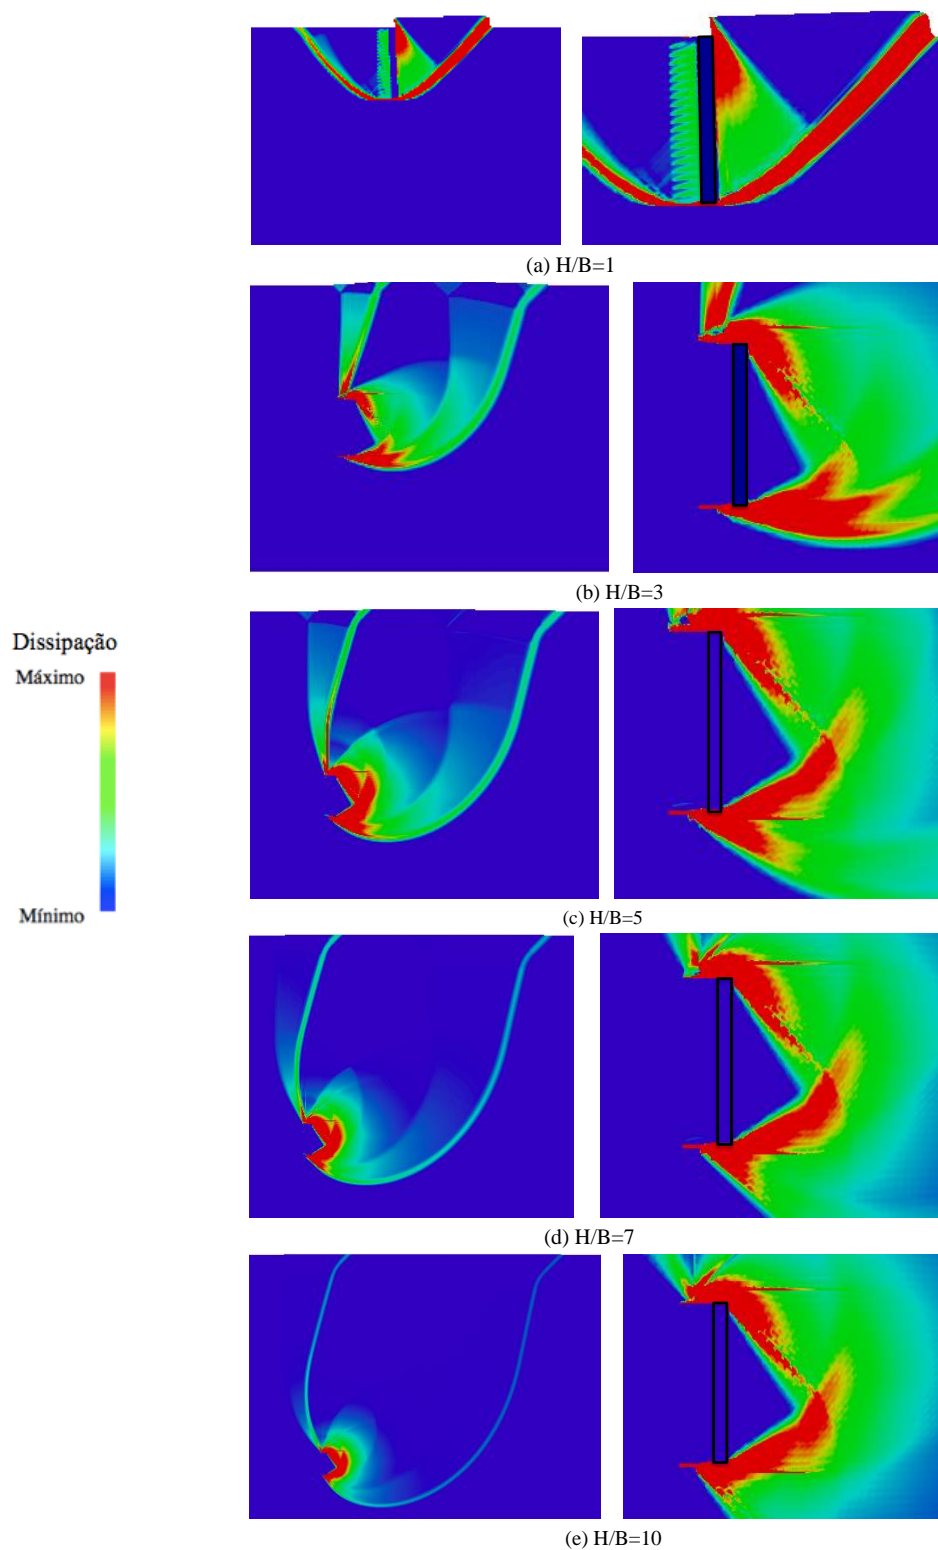 (a) H/B=1
(b) H/B=3
Dissipação
Máximo
Mínimo
(c) H/B=5
(d) H/B=7
(e) H/B=10